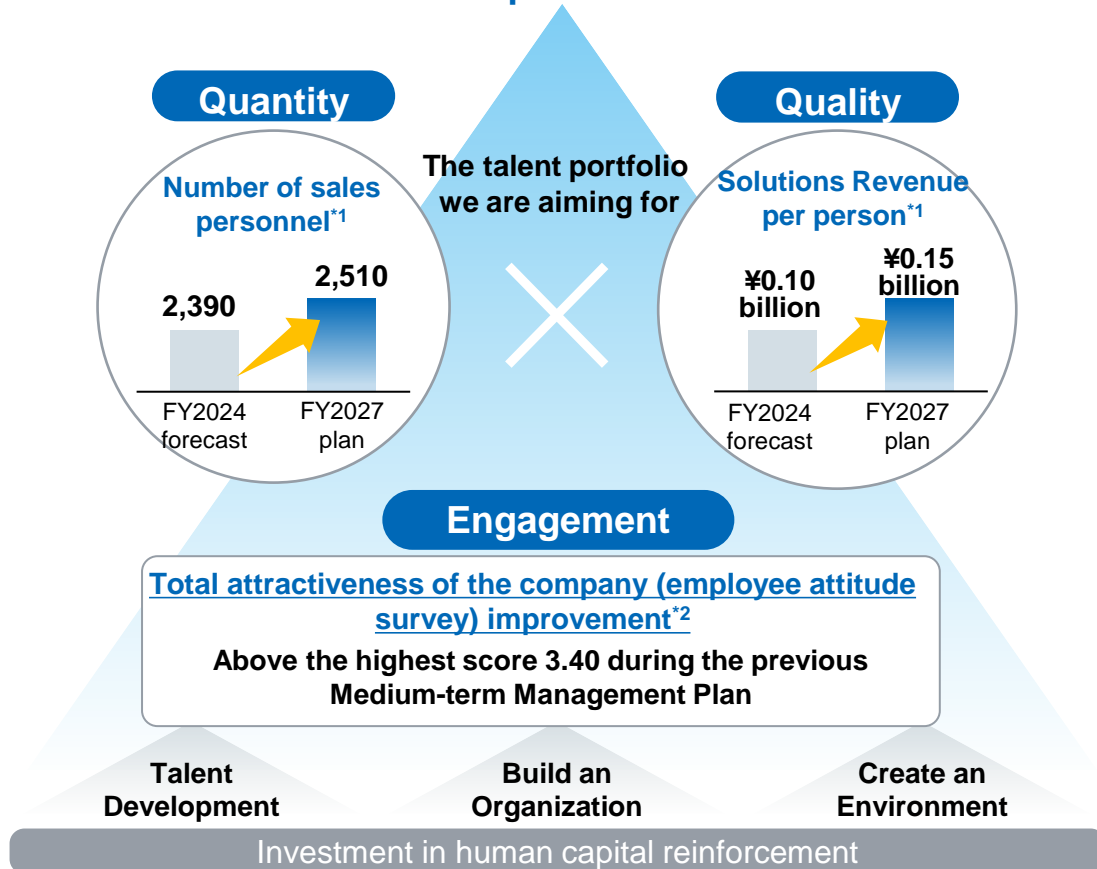 Quantity
Quality
The talent portfolio
we are aiming for
Number of sales
personnel*1
2,390
2,510
FY2024
forecast
FY2027
plan
Solutions Revenue
per person*1
¥0.10
billion
¥0.15
billion
FY2024
forecast
FY2027
plan
Engagement
Total attractiveness of the company (employee attitude
survey) improvement*2
Above the highest score 3.40 during the previous
Medium-term Management Plan
Talent
Development
Build an
Organization
Create an
Environment
Investment in human capital reinforcement